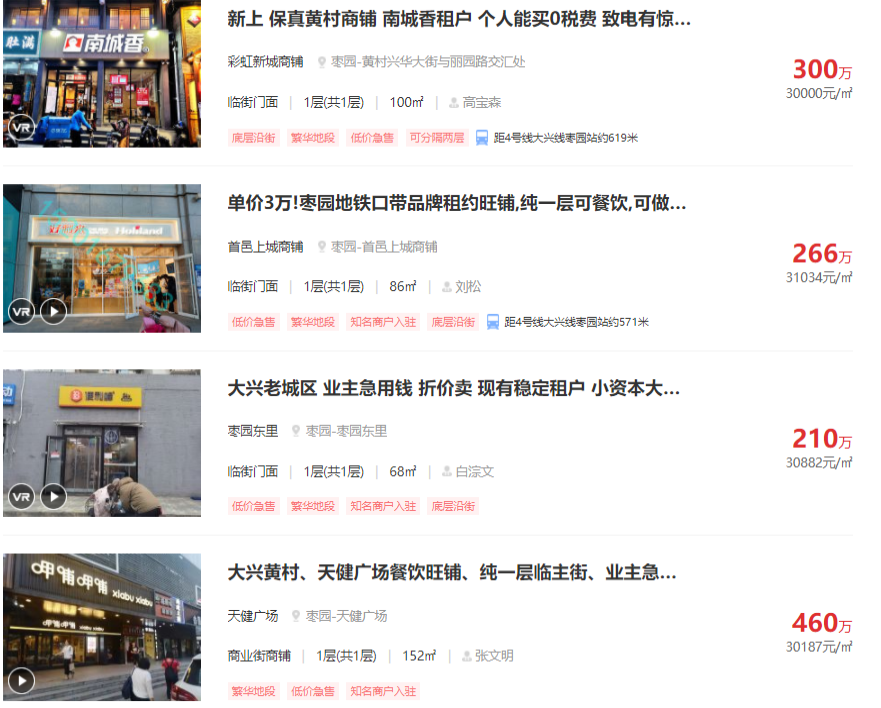 南城香
VR
新上 保真黄村商铺 南城香租户 个人能买0税费 致电有惊...
彩虹新城商铺 枣园-黄村兴华大街与丽园路交汇处
临街门面 | 1层(共1层) | 100㎡ | 高宝森
底层沿街 繁华地段 低价急售 可分隔两层 距4号线大兴线枣园站约619米
300万
30000元/㎡
好利来 Holiland
VR
单价3万!枣园地铁口带品牌租约旺铺,纯一层可餐饮,可做...
首邑上城商铺 枣园-首邑上城商铺
临街门面 | 1层(共1层) | 86㎡ | 刘松
低价急售 繁华地段 知名商户入驻 底层沿街 距4号线大兴线枣园站约571米
266万
31034元/㎡
VR
大兴老城区 业主急用钱 折价卖 现有稳定租户 小资本大...
枣园东里 枣园-枣园东里
临街门面 | 1层(共1层) | 68㎡ | 白淙文
低价急售 繁华地段 知名商户入驻 底层沿街
210万
30882元/㎡
呷哺呷哺 xiabu xiabu
呷哺呷哺
大兴黄村、天健广场餐饮旺铺、纯一层临主街、业主急...
天健广场 枣园-天健广场
商业街商铺 | 1层(共1层) | 152㎡ | 张文明
繁华地段 低价急售 知名商户入驻
460万
30187元/㎡